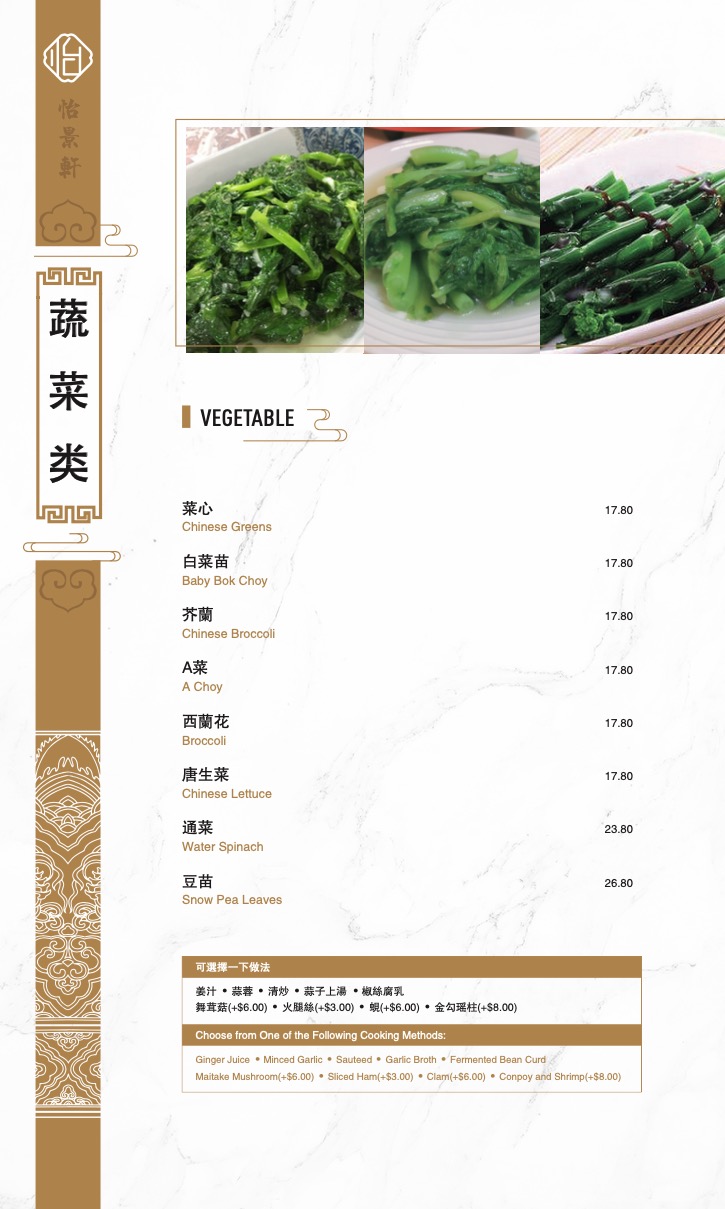 怡景軒
蔬菜类
VEGETABLE
菜心 17.80
Chinese Greens
白菜苗 17.80
Baby Bok Choy
芥蘭 17.80
Chinese Broccoli
A菜 17.80
A Choy
西蘭花 17.80
Broccoli
唐生菜 17.80
Chinese Lettuce
通菜 23.80
Water Spinach
豆苗 26.80
Snow Pea Leaves
可選擇一下做法
姜汁 • 蒜蓉 • 清炒 • 蒜子上湯 • 椒絲腐乳
舞茸菇(+$6.00) • 火腿絲(+$3.00) • 蜆(+$6.00) • 金勾瑶柱(+$8.00)
Choose from One of the Following Cooking Methods:
Ginger Juice • Minced Garlic • Sauteed • Garlic Broth • Fermented Bean Curd
Maitake Mushroom(+$6.00) • Sliced Ham(+$3.00) • Clam(+$6.00) • Conpoy and Shrimp(+$8.00)